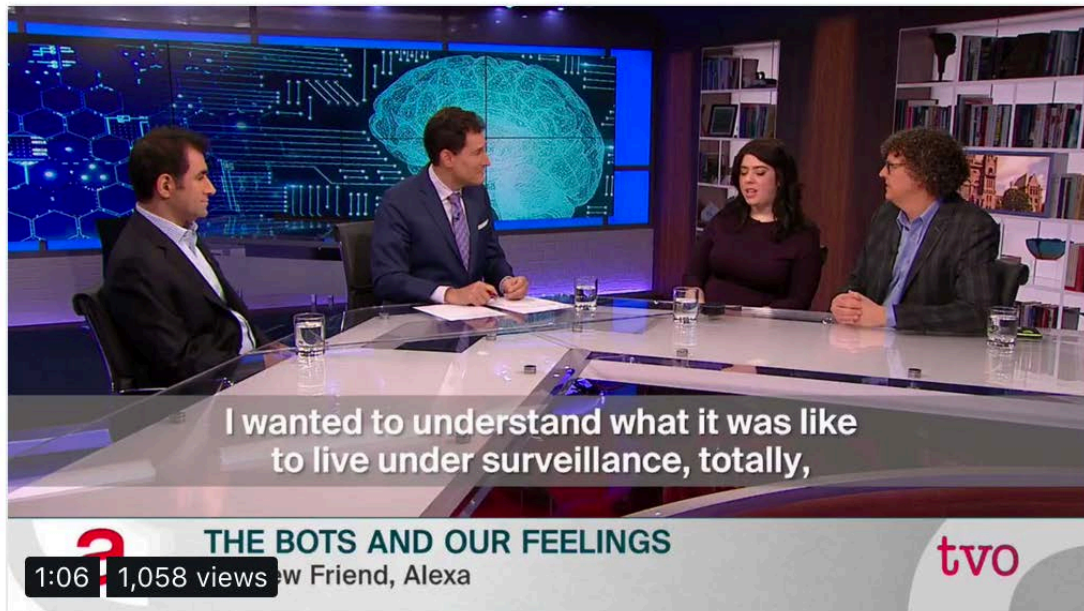 I wanted to understand what it was like
to live under surveillance, totally,
THE BOTS AND OUR FEELINGS
Friend, Alexa
a
tvo
1:06
1,058 views